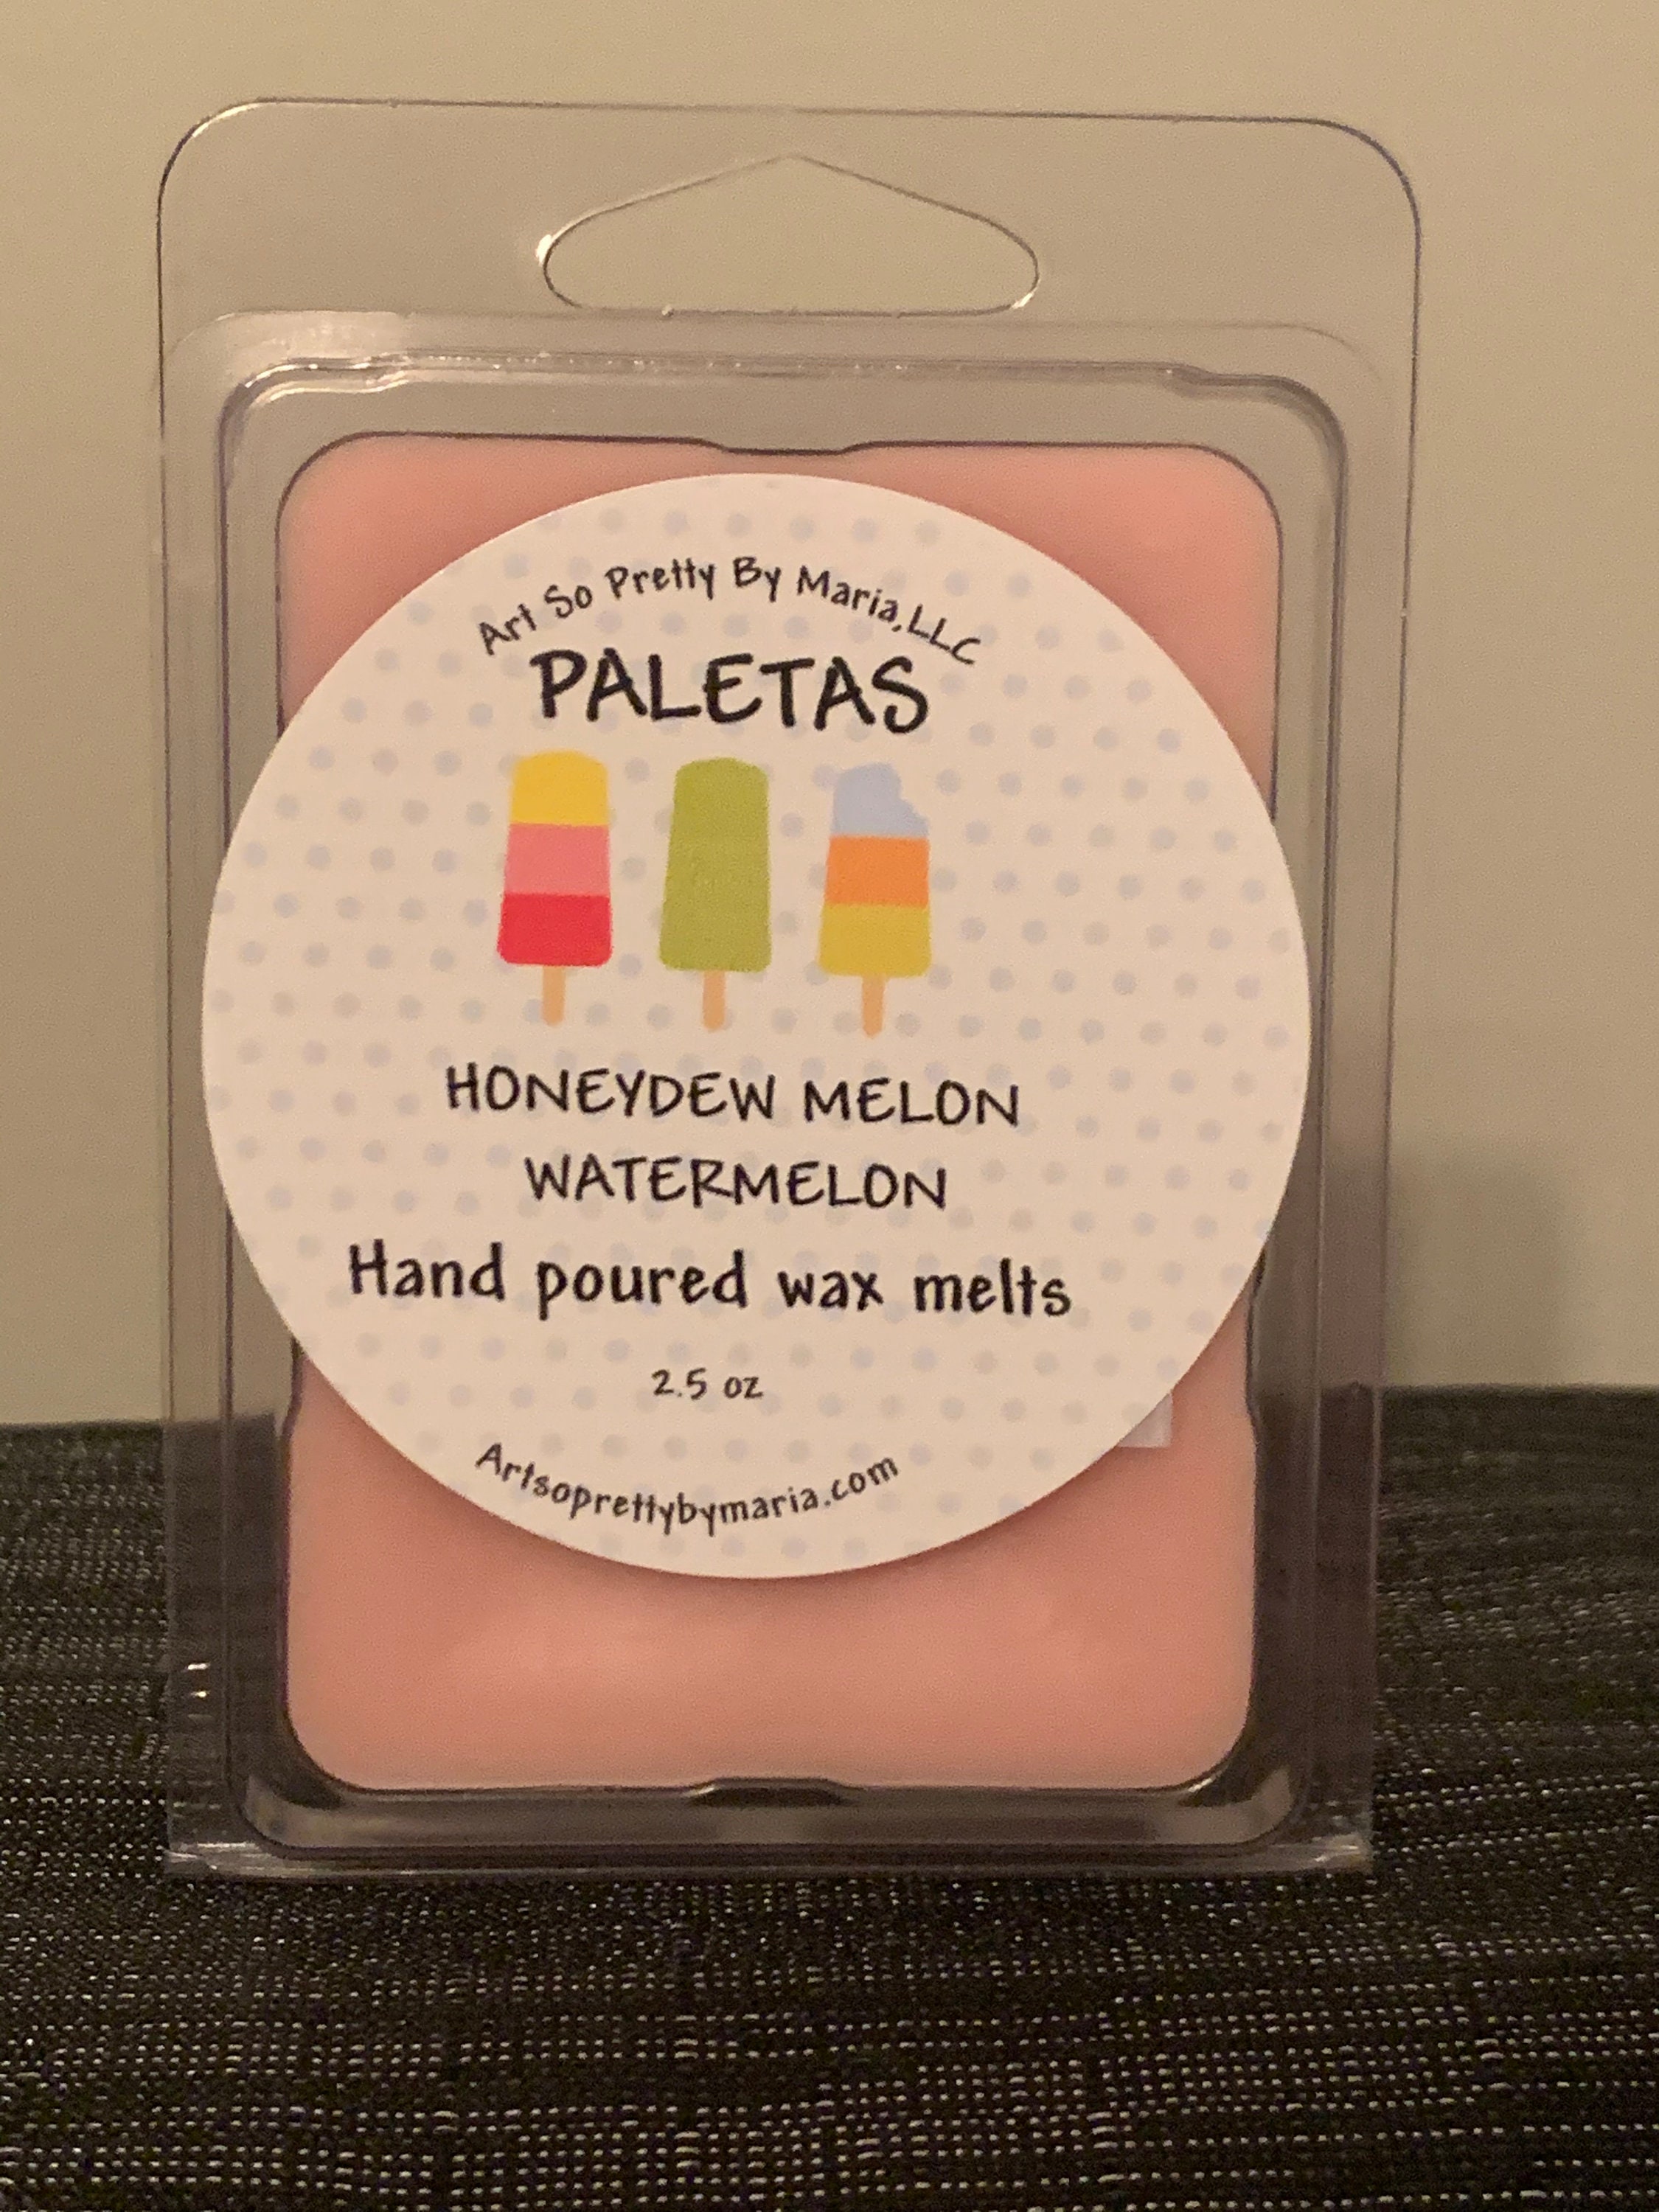 Art So Pretty By Maria,LLC
PALETAS
HONEYDEW MELON
WATERMELON
Hand poured wax melts
2.5 oz
Artsoprettybymaria.com